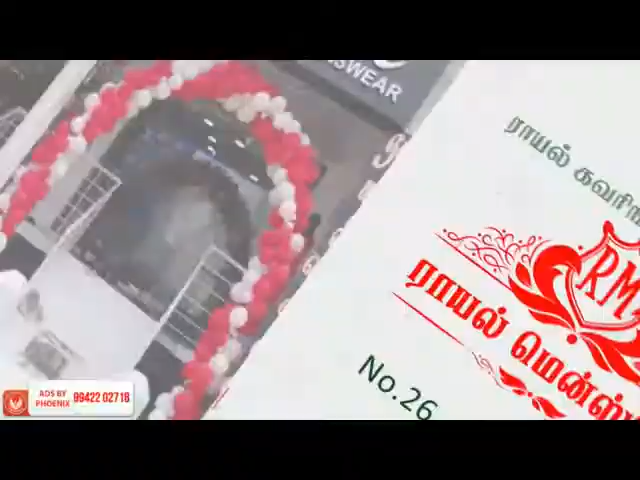 SWEAR
ராயல் கவரி
RM
ராயல் மென்ஸ்
No.26
ADS BY
PHOENIX
99422 02718